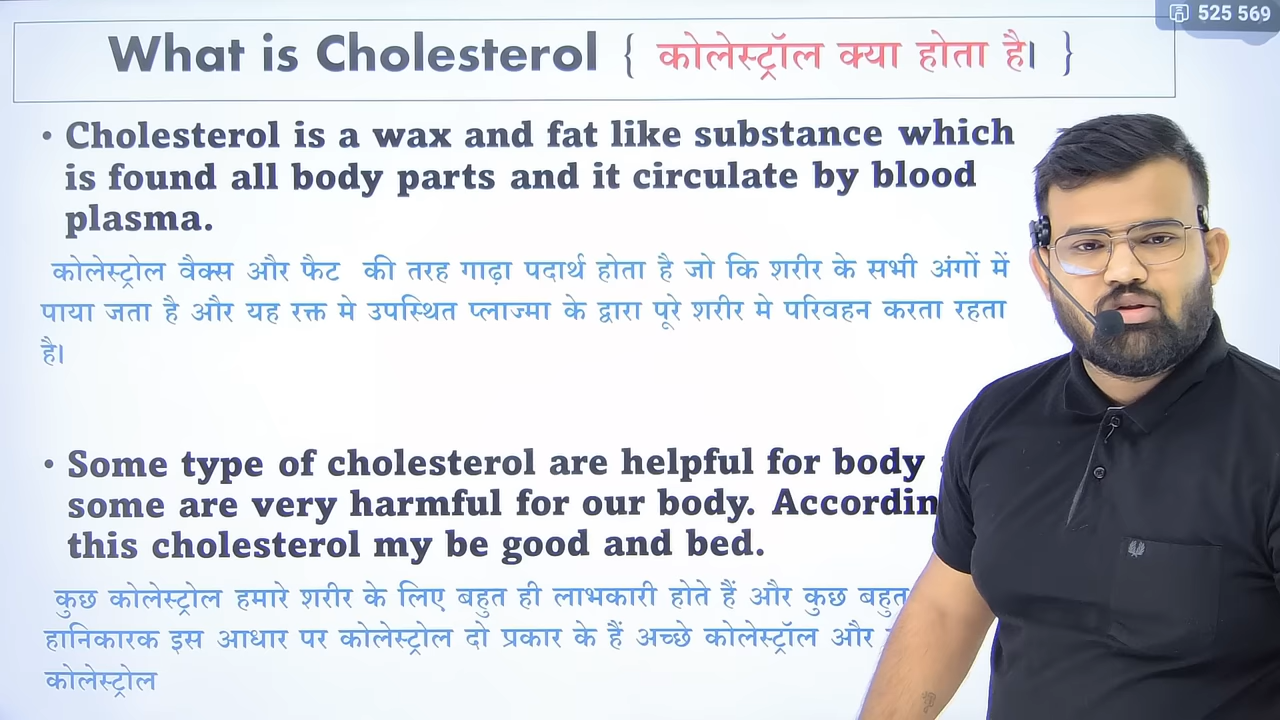 525 569
What is Cholesterol { कोलेस्ट्रॉल क्या होता है। }
• Cholesterol is a wax and fat like substance which
is found all body parts and it circulate by blood
plasma.
कोलेस्ट्रोल वैक्स और फैट की तरह गाढ़ा पदार्थ होता है जो कि शरीर के सभी अंगों में
पाया जता है और यह रक्त मे उपस्थित प्लाज्मा के द्वारा पूरे शरीर मे परिवहन करता रहता
है।
• Some type of cholesterol are helpful for body
some are very harmful for our body.
this cholesterol my be good and bed.
कुछ कोलेस्ट्रोल हमारे शरीर के लिए बहुत ही लाभकारी होते हैं और कुछ बहुत
हानिकारक इस आधार पर कोलेस्ट्रोल दो प्रकार के हैं अच्छे कोलेस्ट्रॉल और
कोलेस्ट्रोल